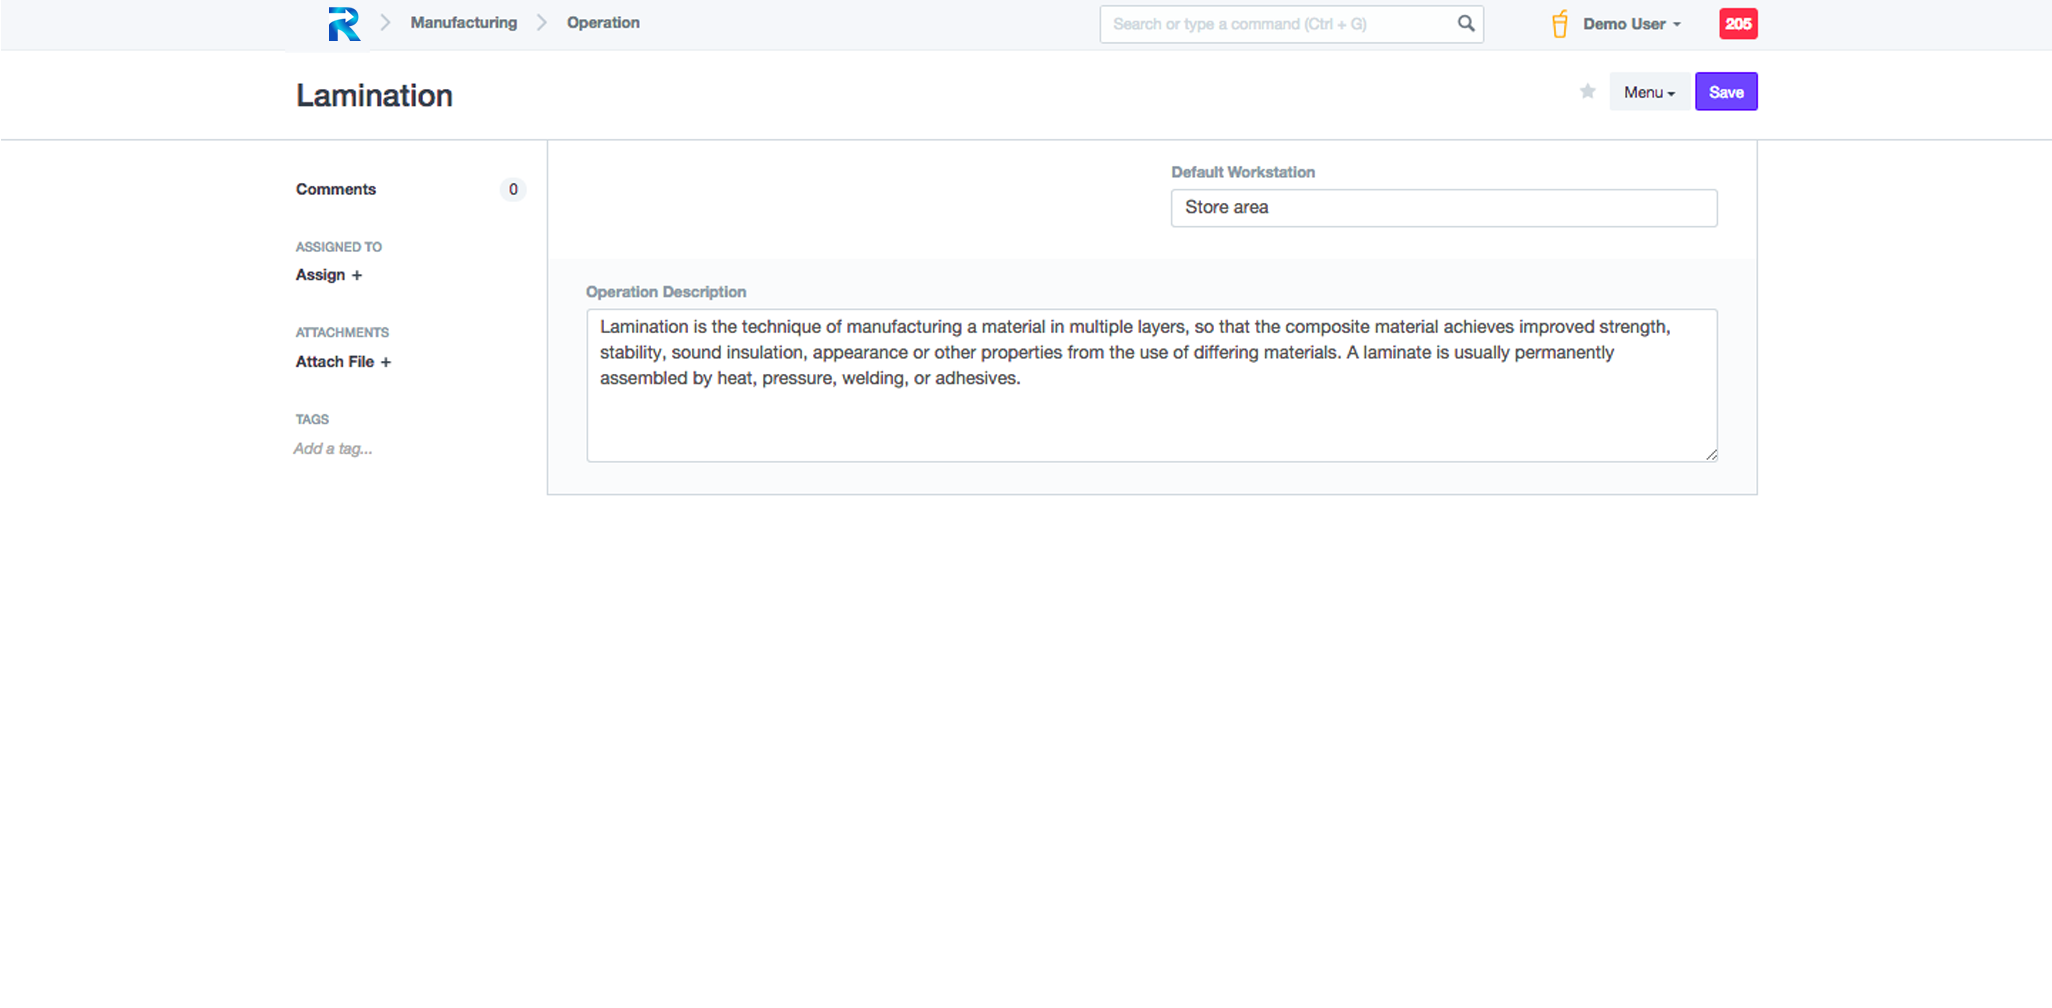 Manufacturing
Operation
Search or type a command (Ctrl + G)
Demo User
205
Lamination
Menu
Save
Comments
0
ASSIGNED TO
Assign +
ATTACHMENTS
Attach File +
TAGS
Add a tag...
Default Workstation
Store area
Operation Description
Lamination is the technique of manufacturing a material in multiple layers, so that the composite material achieves improved strength,
stability, sound insulation, appearance or other properties from the use of differing materials. A laminate is usually permanently
assembled by heat, pressure, welding, or adhesives.